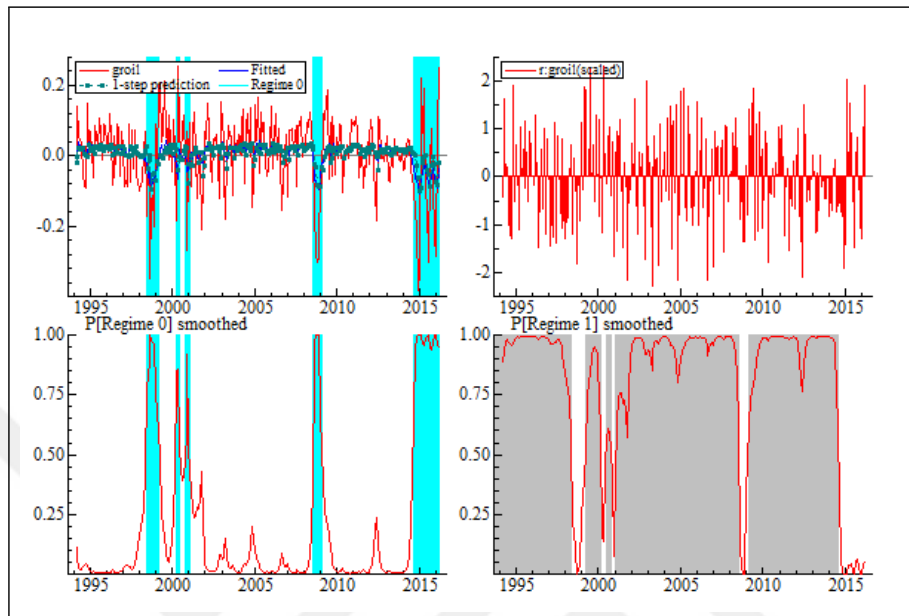 groil Fitted
1-step prediction Regime 0
0.2
0.0
-0.2
1995 2000 2005 2010 2015
r:groil(scaled)
2
1
0
-1
-2
1995 2000 2005 2010 2015
P[Regime 0] smoothed
1.00
0.75
0.50
0.25
1995 2000 2005 2010 2015
P[Regime 1] smoothed
1.00
0.75
0.50
0.25
1995 2000 2005 2010 2015